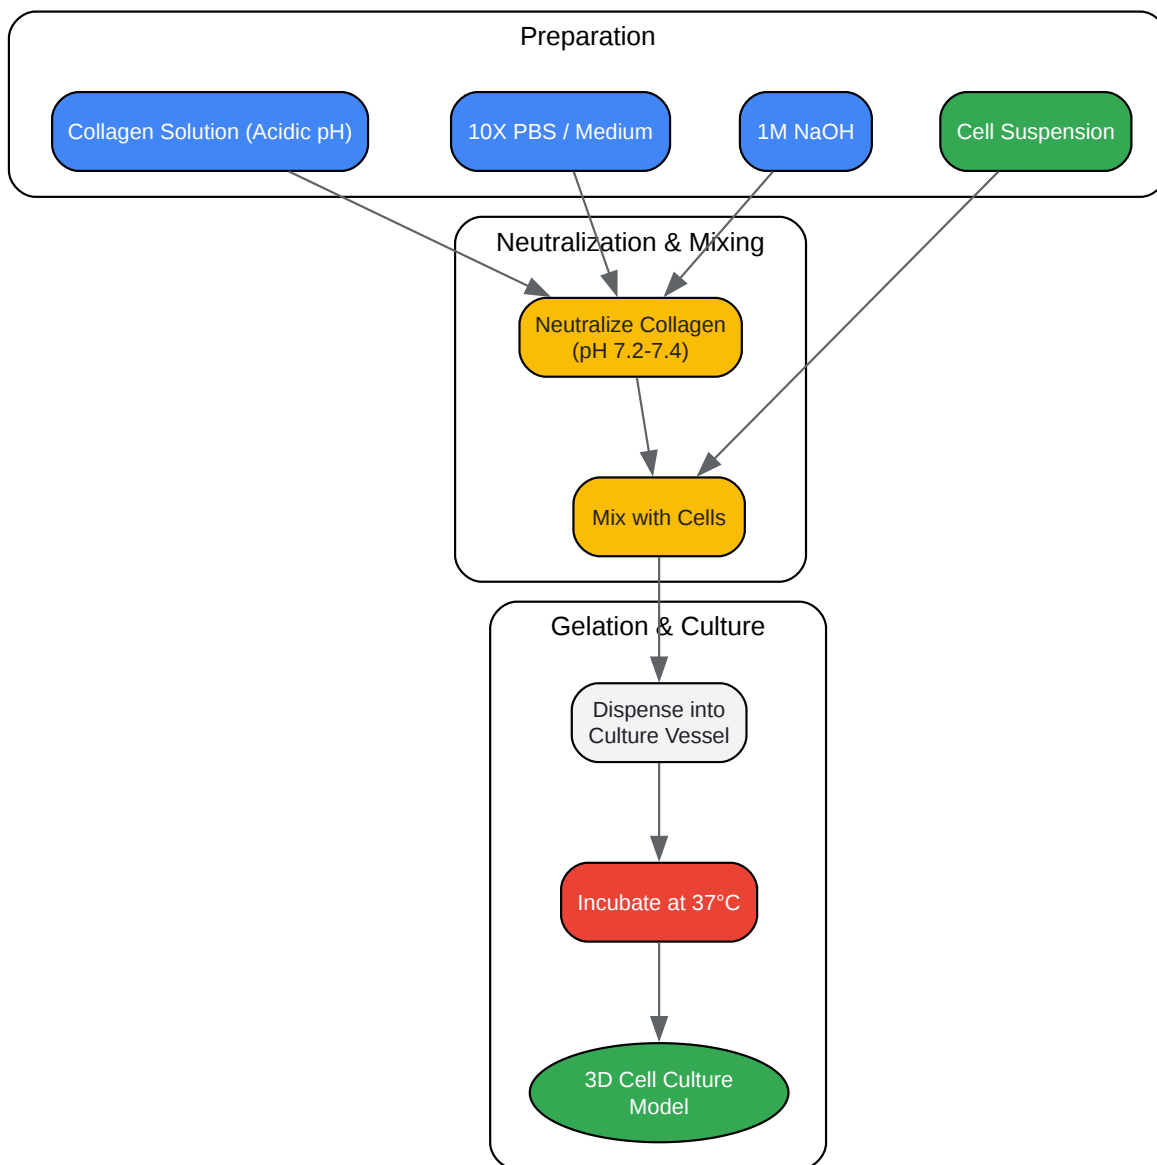 Preparation
Collagen Solution (Acidic pH)
10X PBS / Medium
1M NaOH
Cell Suspension
Neutralization & Mixing
Neutralize Collagen
(pH 7.2-7.4)
Mix with Cells
Gelation & Culture
Dispense into
Culture Vessel
Incubate at 37°C
3D Cell Culture
Model